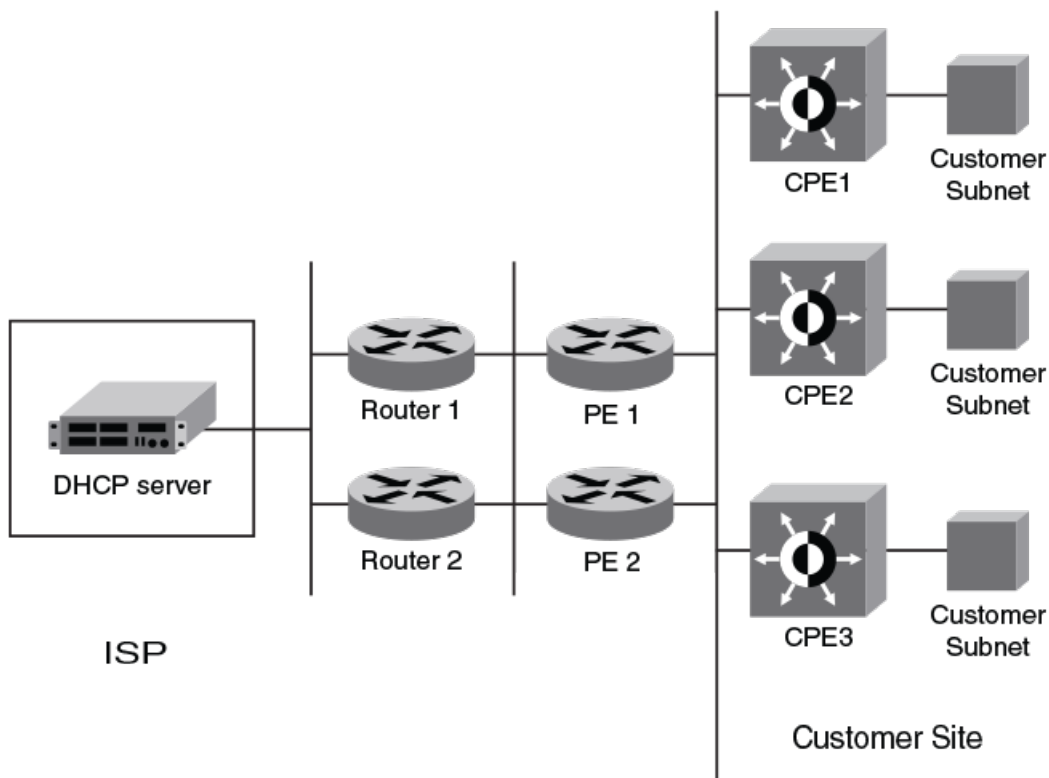 CPE1
Customer
Subnet
CPE2
Customer
Subnet
Router 1
PE 1
DHCP server
Router 2
PE 2
CPE3
Customer
Subnet
ISP
Customer Site